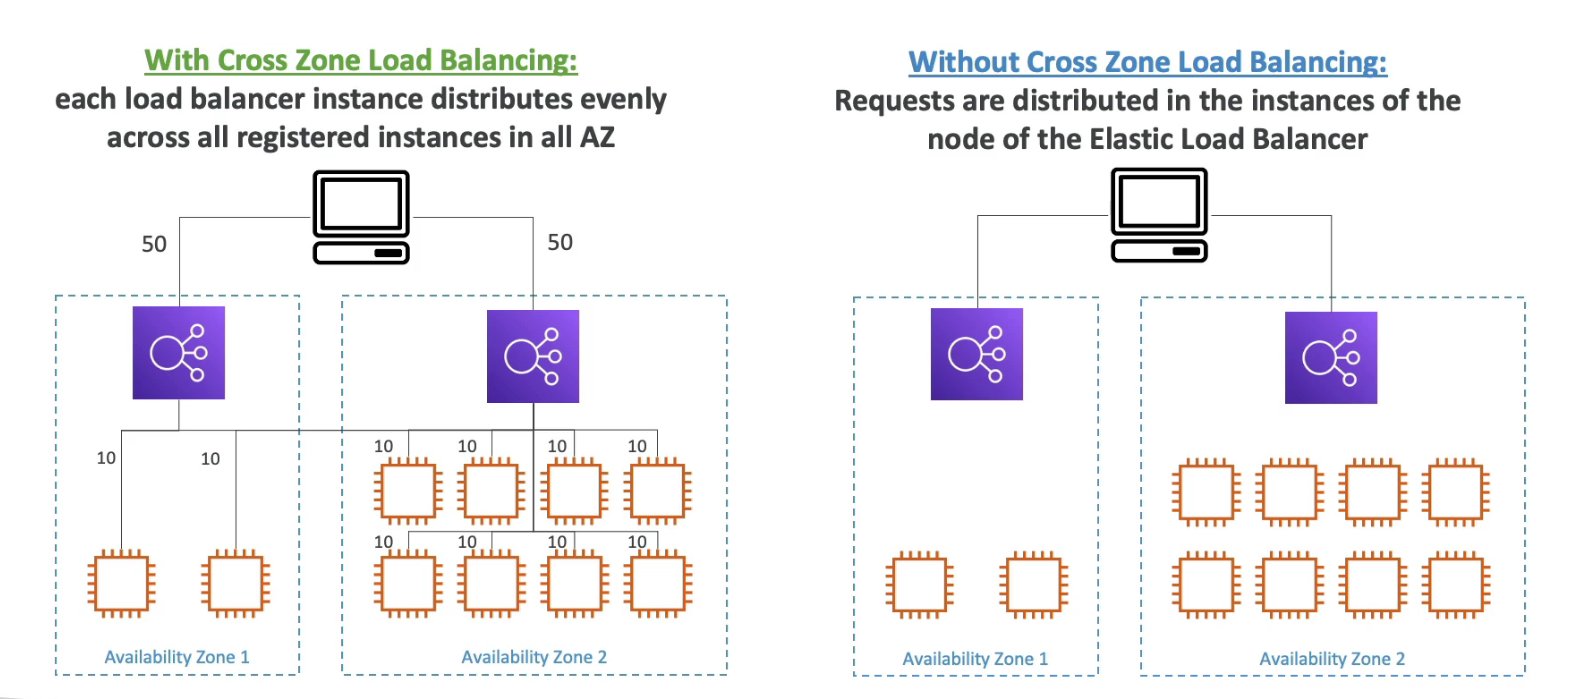 With Cross Zone Load Balancing:
each load balancer instance distributes evenly
across all registered instances in all AZ
50
50
10
10
10
10
10
10
10
10
10
10
Availability Zone 1
Availability Zone 2
Without Cross Zone Load Balancing:
Requests are distributed in the instances of the
node of the Elastic Load Balancer
Availability Zone 1
Availability Zone 2